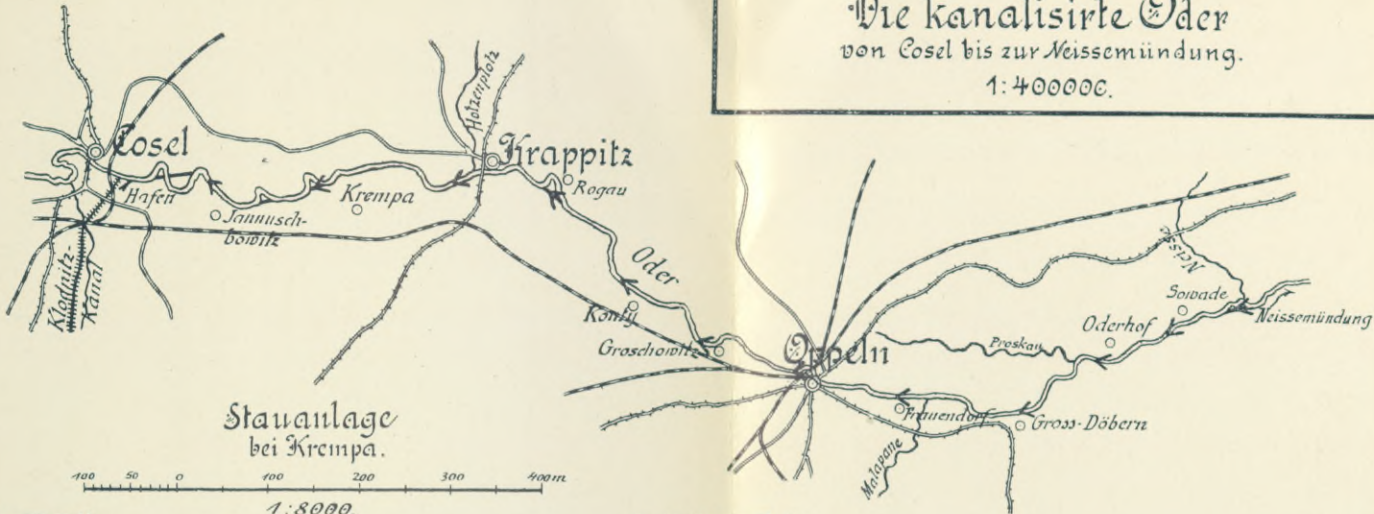 Die kanalisirte Oder
von Cosel bis zur Neissemündung.
1:400000.
Cosel
Hafen
Jannusch-
bowitz
Krempa
Klodnitz-
Kanal
Hotzenplotz
Krappitz
Rogau
Oder
Konty
Groschowitz
Oppeln
Proskau
Frauendorf
Malapane
Gross-Döbern
Oderhof
Sowade
Neisse
Neissemündung
Stauanlage
bei Krempa.
100 50 0 100 200 300 400 m
1:8000.